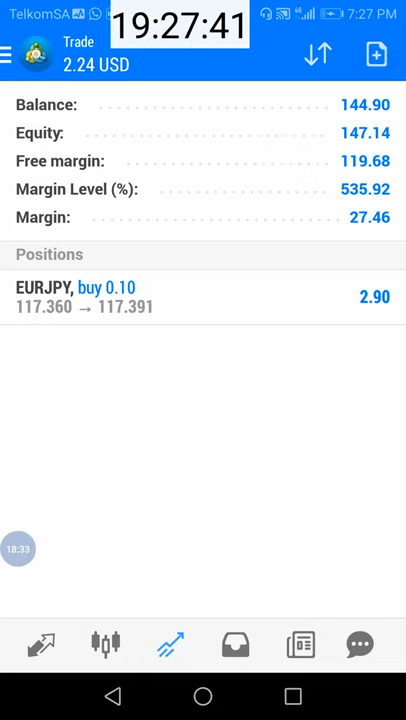 TelkomSA 7:27 PM
19:27:41
Trade
2.24 USD
Balance: 144.90
Equity: 147.14
Free margin: 119.68
Margin Level (%): 535.92
Margin: 27.46
Positions
EURJPY, buy 0.10 2.90
117.360 → 117.391
18:33